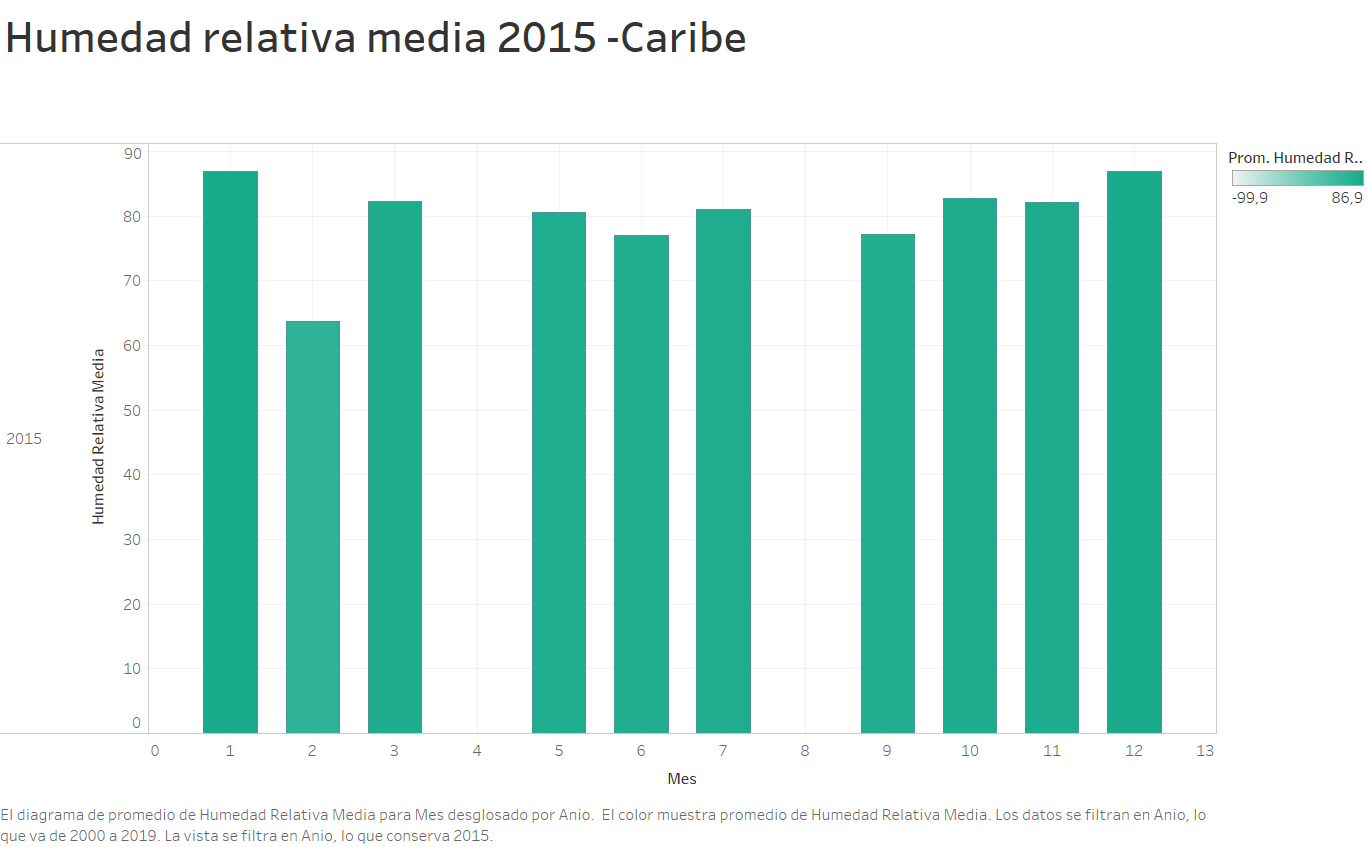 Humedad relativa media 2015 -Caribe
Prom. Humedad R..
-99,9 86,9
90
80
70
60
50
40
30
20
10
0
Humedad Relativa Media
2015
0 1 2 3 4 5 6 7 8 9 10 11 12 13
Mes
El diagrama de promedio de Humedad Relativa Media para Mes desglosado por Anio.  El color muestra promedio de Humedad Relativa Media. Los datos se filtran en Anio, lo
que va de 2000 a 2019. La vista se filtra en Anio, lo que conserva 2015.